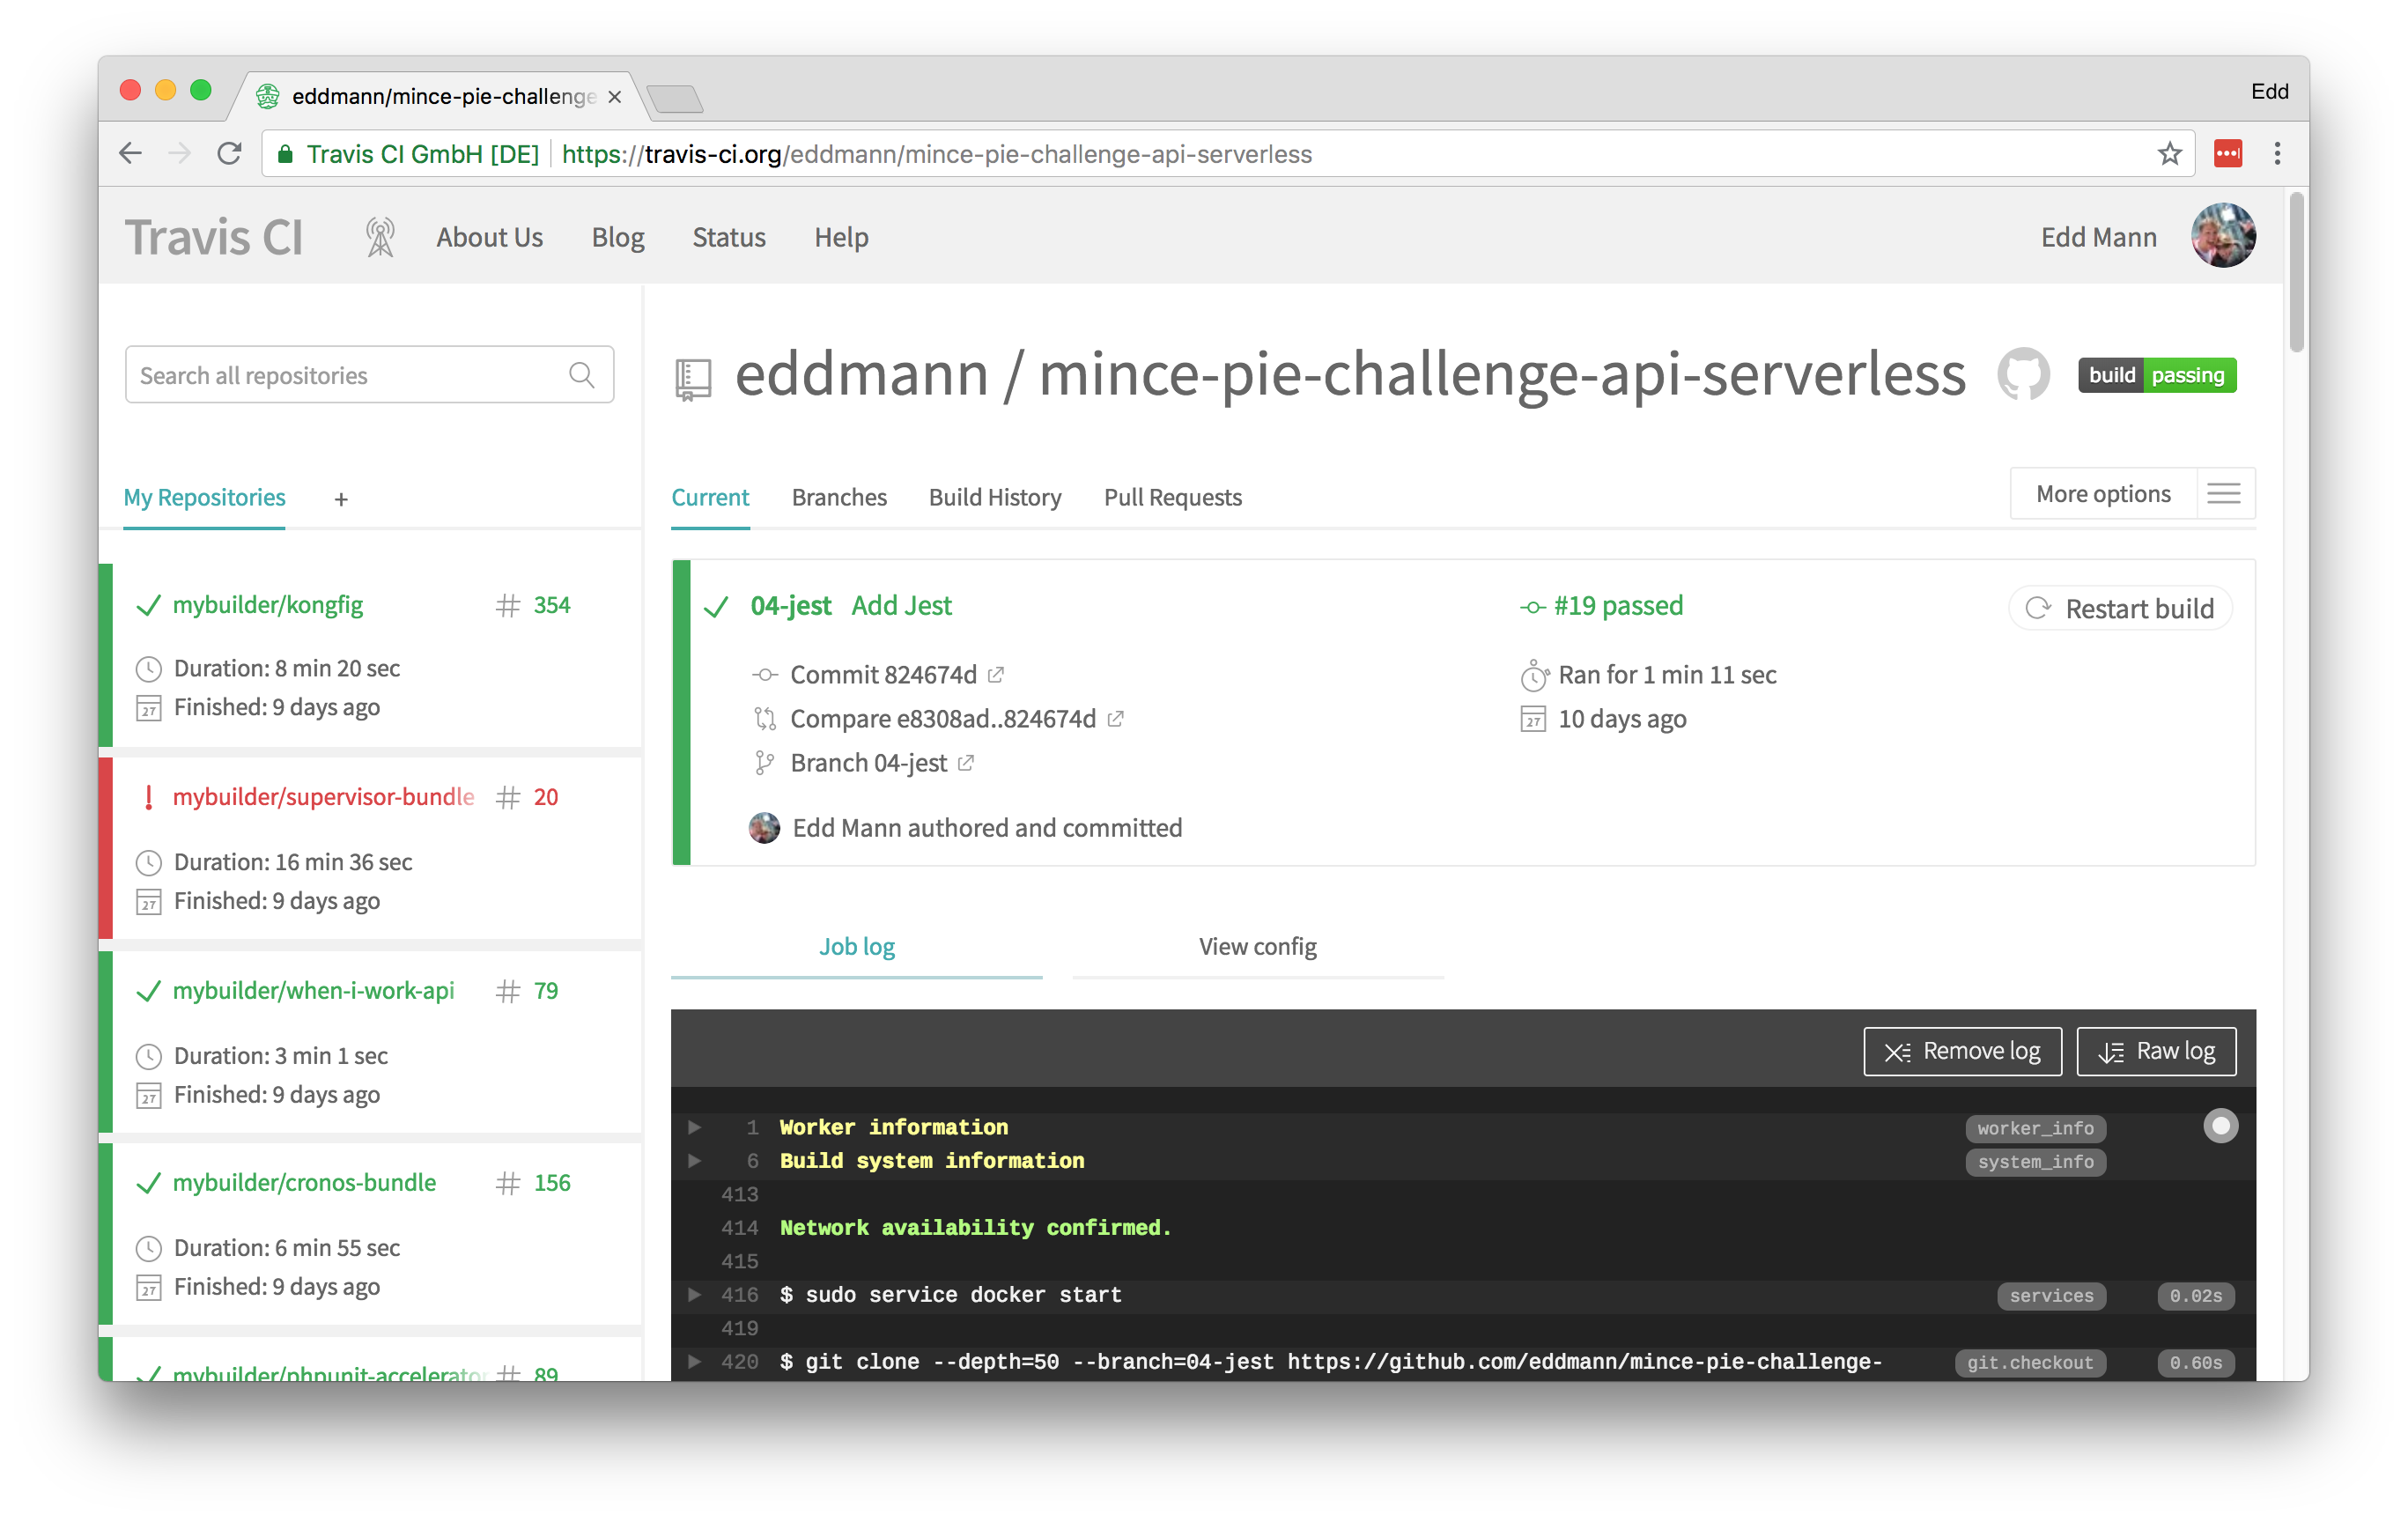 eddmann/mince-pie-challenge
Edd
Travis CI GmbH [DE] https://travis-ci.org/eddmann/mince-pie-challenge-api-serverless
Travis CI About Us Blog Status Help Edd Mann
Search all repositories
My Repositories +
mybuilder/kongfig # 354
Duration: 8 min 20 sec
27 Finished: 9 days ago
! mybuilder/supervisor-bundle # 20
Duration: 16 min 36 sec
27 Finished: 9 days ago
mybuilder/when-i-work-api # 79
Duration: 3 min 1 sec
27 Finished: 9 days ago
mybuilder/cronos-bundle # 156
Duration: 6 min 55 sec
27 Finished: 9 days ago
mybuilder/phpunit-accelerator # 89
eddmann / mince-pie-challenge-api-serverless build passing
Current Branches Build History Pull Requests More options
04-jest Add Jest #19 passed Restart build
Commit 824674d Ran for 1 min 11 sec
Compare e8308ad..824674d 27 10 days ago
Branch 04-jest
Edd Mann authored and committed
Job log View config
Remove log Raw log
1 Worker information worker_info
6 Build system information system_info
413
414 Network availability confirmed.
415
416 $ sudo service docker start services 0.02s
419
420 $ git clone --depth=50 --branch=04-jest https://github.com/eddmann/mince-pie-challenge- git.checkout 0.60s